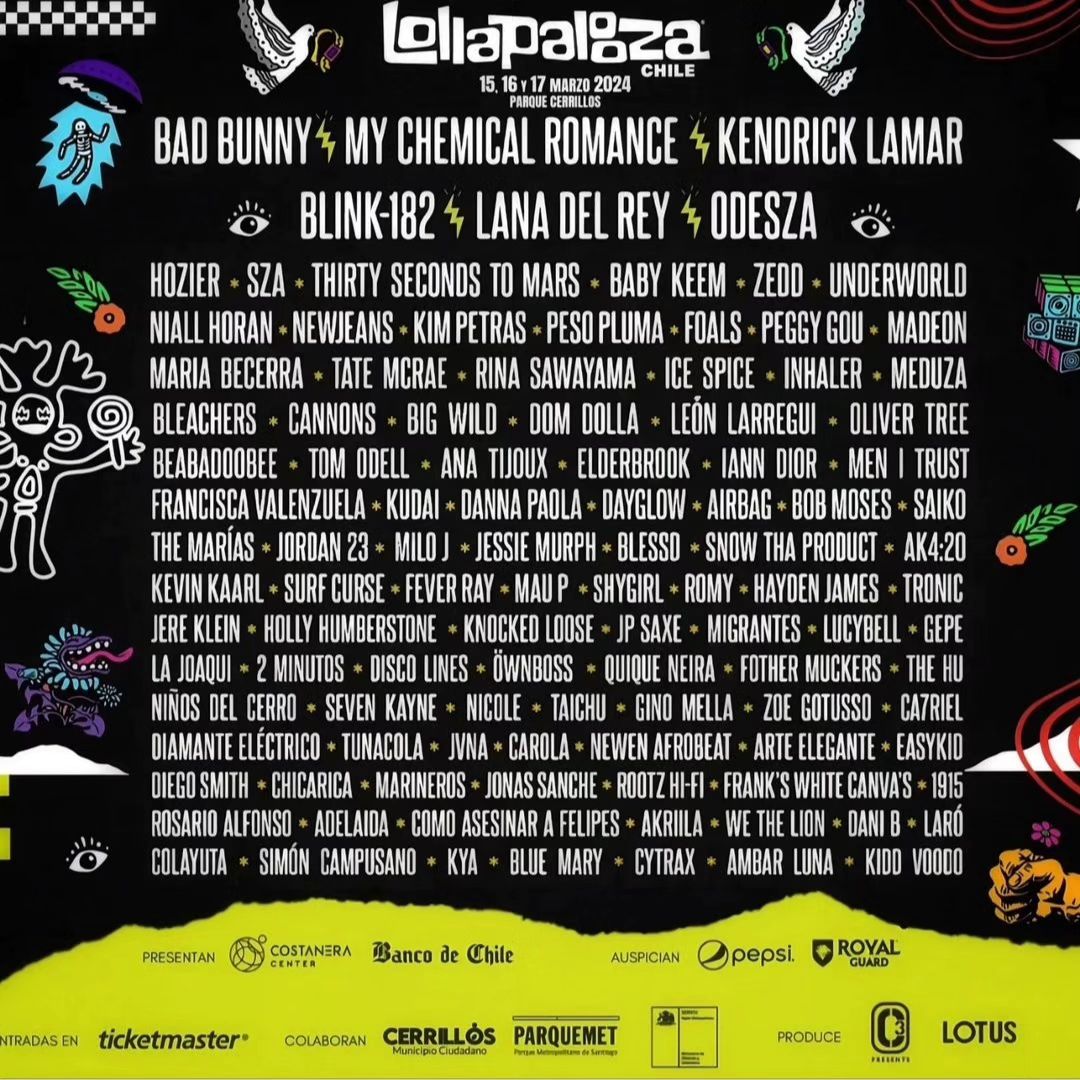 Lollapalooza
CHILE
15, 16 Y 17 MARZO 2024
PARQUE CERRILLOS
BAD BUNNY MY CHEMICAL ROMANCE KENDRICK LAMAR
BLINK-182 LANA DEL REY ODESZA
HOZIER * SZA * THIRTY SECONDS TO MARS * BABY KEEM * ZEDD * UNDERWORLD
NIALL HORAN * NEWJEANS * KIM PETRAS * PESO PLUMA * FOALS * PEGGY GOU * MADEON
MARIA BECERRA * TATE MCRAE * RINA SAWAYAMA * ICE SPICE * INHALER * MEDUZA
BLEACHERS * CANNONS * BIG WILD * DOM DOLLA * LEÓN LARREGUI * OLIVER TREE
BEABADOOBEE * TOM ODELL * ANA TIJOUX * ELDERBROOK * IANN DIOR * MEN I TRUST
FRANCISCA VALENZUELA * KUDAI * DANNA PAOLA * DAYGLOW * AIRBAG * BOB MOSES * SAIKO
THE MARÍAS * JORDAN 23 * MILO J * JESSIE MURPH * BLESSD * SNOW THA PRODUCT * AK4:20
KEVIN KAARL * SURF CURSE * FEVER RAY * MAU P * SHYGIRL * ROMY * HAYDEN JAMES * TRONIC
JERE KLEIN * HOLLY HUMBERSTONE * KNOCKED LOOSE * JP SAXE * MIGRANTES * LUCYBELL * GEPE
LA JOAQUI * 2 MINUTOS * DISCO LINES * ÖWNBOSS * QUIQUE NEIRA * FOTHER MUCKERS * THE HU
NIÑOS DEL CERRO * SEVEN KAYNE * NICOLE * TAICHU * GINO MELLA * ZOE GOTUSSO * CA7RIEL
DIAMANTE ELÉCTRICO * TUNACOLA * JVNA * CAROLA * NEWEN AFROBEAT * ARTE ELEGANTE * EASYKID
DIEGO SMITH * CHICARICA * MARINEROS * JONAS SANCHE * ROOTZ HI-FI * FRANK'S WHITE CANVA'S * 1915
ROSARIO ALFONSO * ADELAIDA * COMO ASESINAR A FELIPES * AKRIILA * WE THE LION * DANI B * LARÓ
COLAYUTA * SIMÓN CAMPUSANO * KYA * BLUE MARY * CYTRAX * AMBAR LUNA * KIDD VOODO
PRESENTAN COSTANERA CENTER Banco de Chile AUSPICIAN pepsi. ROYAL GUARD
NTRADAS EN ticketmaster® COLABORAN CERRILLOS Municipio Ciudadano PARQUEMET Parque Metropolitano de Santiago PRODUCE C3 PRESENTS LOTUS